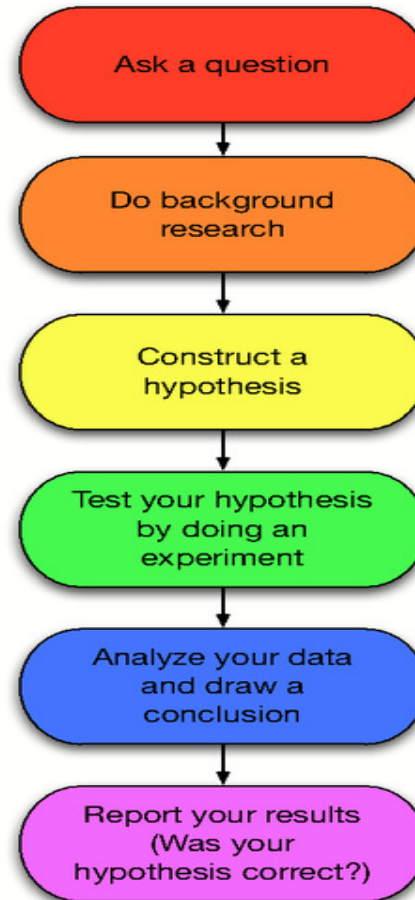 Ask a question
Do background
research
Construct a
hypothesis
Test your hypothesis
by doing an
experiment
Analyze your data
and draw a
conclusion
Report your results
(Was your
hypothesis correct?)